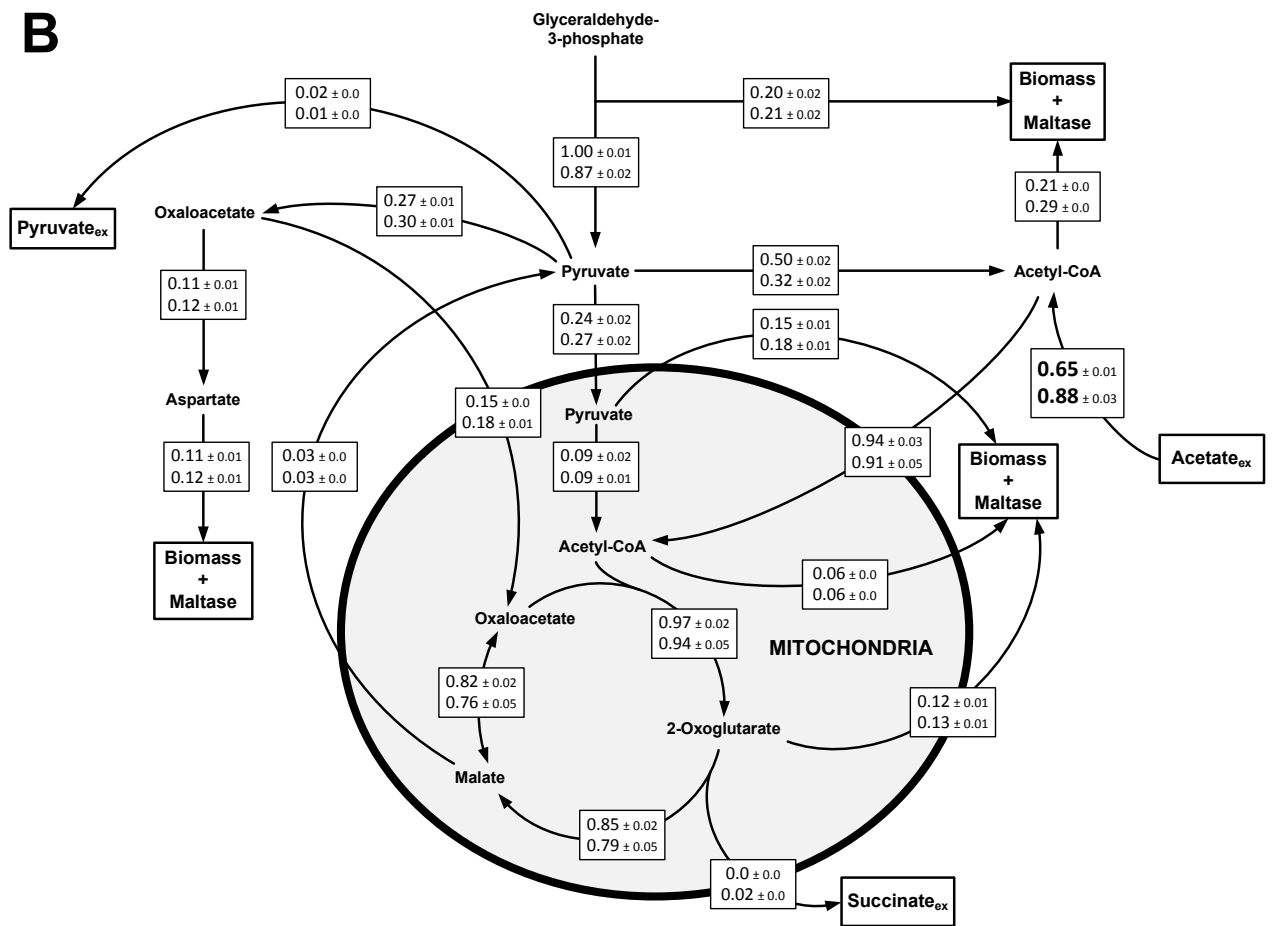 B
Glyceraldehyde-
3-phosphate
0.02 ± 0.0
0.01 ± 0.0
0.20 ± 0.02
0.21 ± 0.02
Biomass
+
Maltase
1.00 ± 0.01
0.87 ± 0.02
0.21 ± 0.0
0.29 ± 0.0
Pyruvateex
Oxaloacetate
0.27 ± 0.01
0.30 ± 0.01
Pyruvate
0.50 ± 0.02
0.32 ± 0.02
Acetyl-CoA
0.11 ± 0.01
0.12 ± 0.01
0.24 ± 0.02
0.27 ± 0.02
0.15 ± 0.01
0.18 ± 0.01
0.65 ± 0.01
0.88 ± 0.03
Aspartate
0.15 ± 0.0
0.18 ± 0.01
Pyruvate
0.11 ± 0.01
0.12 ± 0.01
0.03 ± 0.0
0.03 ± 0.0
0.09 ± 0.02
0.09 ± 0.01
0.94 ± 0.03
0.91 ± 0.05
Biomass
+
Maltase
Acetateex
Biomass
+
Maltase
Acetyl-CoA
0.06 ± 0.0
0.06 ± 0.0
Oxaloacetate
0.97 ± 0.02
0.94 ± 0.05
MITOCHONDRIA
0.82 ± 0.02
0.76 ± 0.05
2-Oxoglutarate
0.12 ± 0.01
0.13 ± 0.01
Malate
0.85 ± 0.02
0.79 ± 0.05
0.0 ± 0.0
0.02 ± 0.0
Succinateex